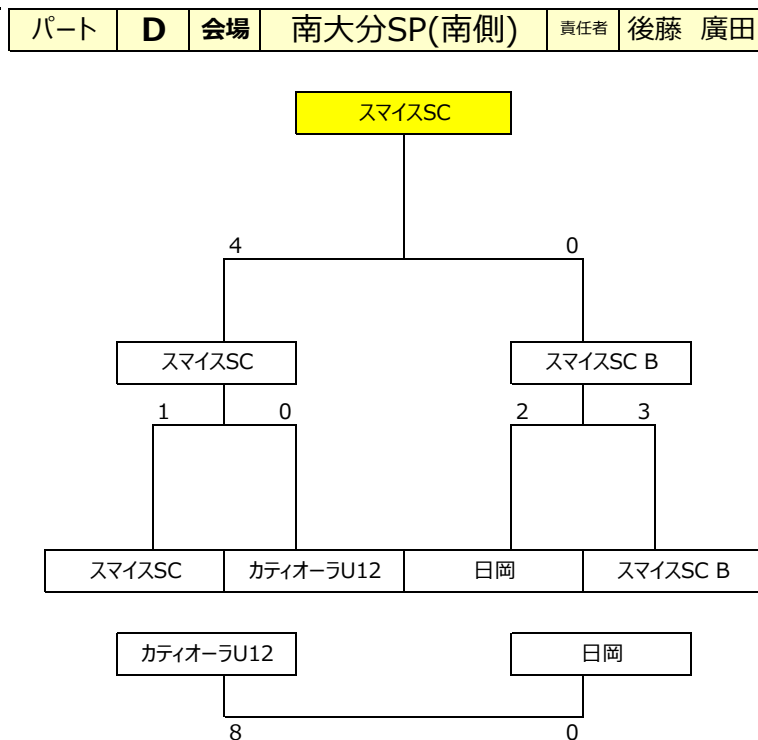 パート D 会場 南大分SP(南側) 責任者 後藤 廣田
スマイスSC
4 0
スマイスSC スマイスSC B
1 0 2 3
スマイスSC カティオーラU12 日岡 スマイスSC B
カティオーラU12 日岡
8 0